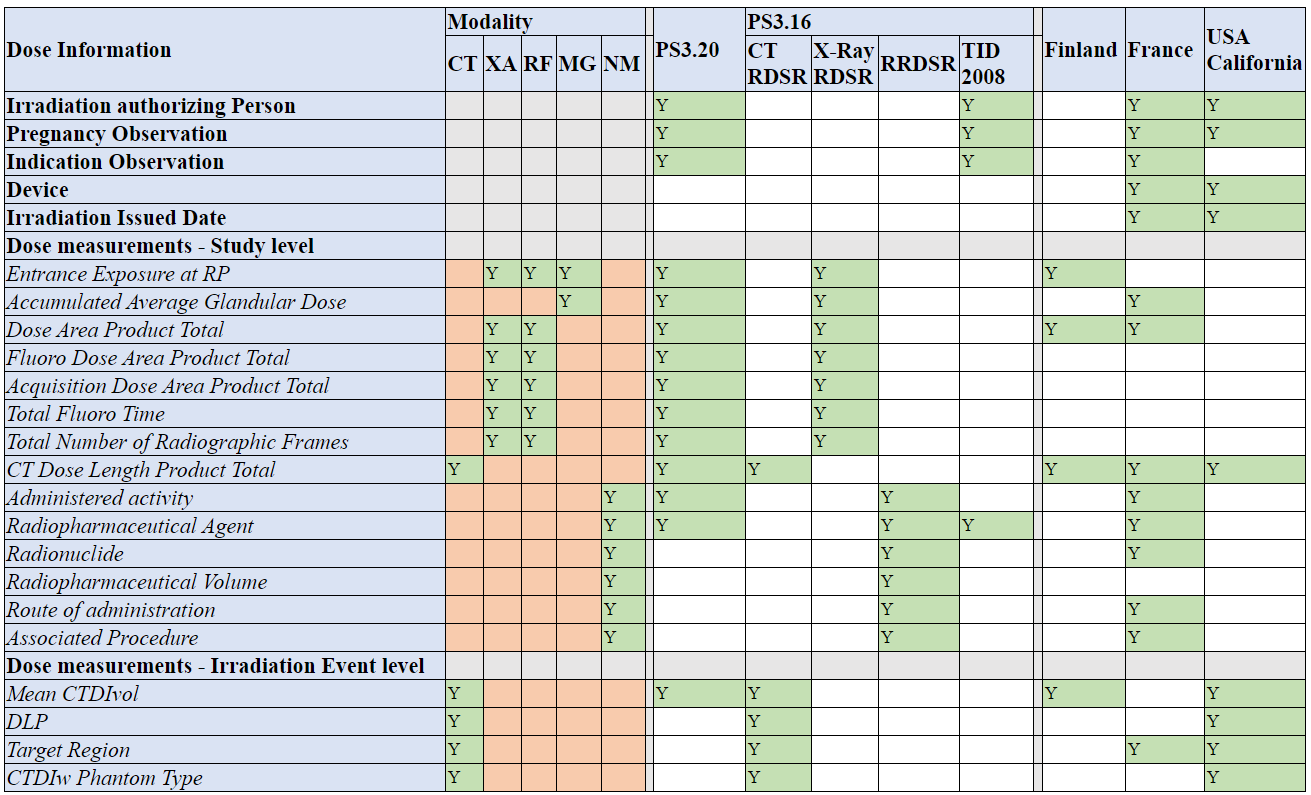 Dose Information Modality PS3.20 PS3.16 Finland France USA California
CT XA RF MG NM CT RDSR X-Ray RDSR RRDSR TID 2008
Irradiation authorizing Person Y Y Y Y
Pregnancy Observation Y Y Y Y
Indication Observation Y Y Y
Device Y Y
Irradiation Issued Date Y Y
Dose measurements - Study level
Entrance Exposure at RP Y Y Y Y Y Y
Accumulated Average Glandular Dose Y Y Y Y
Dose Area Product Total Y Y Y Y Y Y
Fluoro Dose Area Product Total Y Y Y Y
Acquisition Dose Area Product Total Y Y Y Y
Total Fluoro Time Y Y Y Y
Total Number of Radiographic Frames Y Y Y Y
CT Dose Length Product Total Y Y Y Y Y Y
Administered activity Y Y Y Y
Radiopharmaceutical Agent Y Y Y Y Y
Radionuclide Y Y Y
Radiopharmaceutical Volume Y Y
Route of administration Y Y Y
Associated Procedure Y Y Y
Dose measurements - Irradiation Event level
Mean CTDIvol Y Y Y Y Y
DLP Y Y Y
Target Region Y Y Y Y
CTDIw Phantom Type Y Y Y